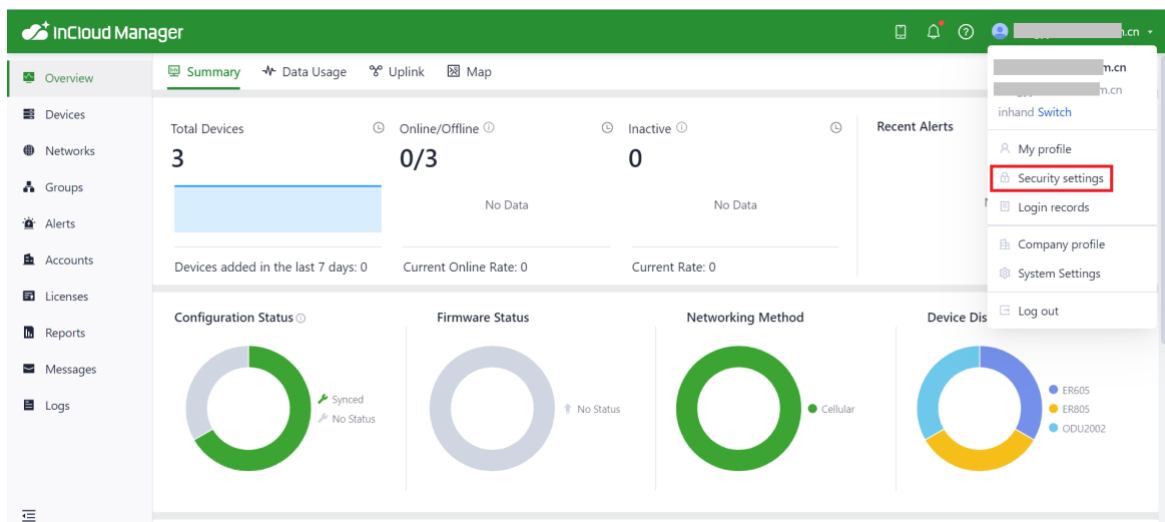 InCloud Manager
.cn
Overview
Devices
Networks
Groups
Alerts
Accounts
Licenses
Reports
Messages
Logs
Summary
Data Usage
Uplink
Map
Total Devices
3
Devices added in the last 7 days: 0
Online/Offline
0/3
No Data
Current Online Rate: 0
Inactive
0
No Data
Current Rate: 0
Recent Alerts
m.cn
m.cn
inhand Switch
My profile
Security settings
Login records
Company profile
System Settings
Log out
Configuration Status
Synced
No Status
Firmware Status
No Status
Networking Method
Cellular
Device Dis
ER605
ER805
ODU2002